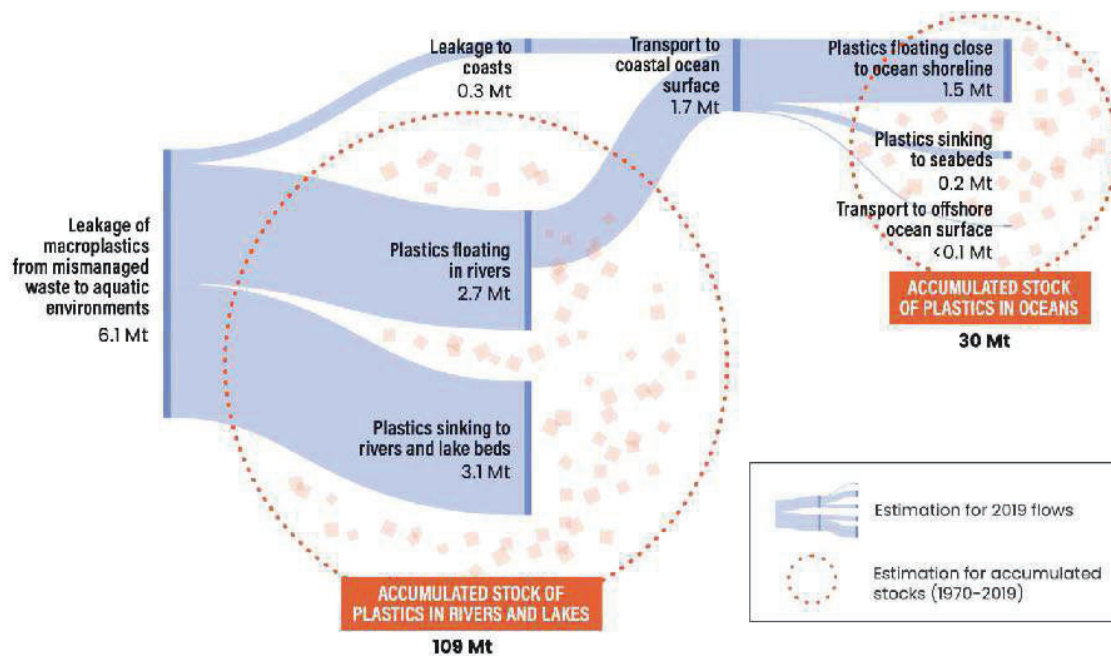 Leakage to
coasts
0.3 Mt
Transport to
coastal ocean
surface
1.7 Mt
Plastics floating close
to ocean shoreline
1.5 Mt
Plastics sinking
to seabeds
0.2 Mt
Transport to offshore
ocean surface
<0.1 Mt
ACCUMULATED STOCK
OF PLASTICS IN OCEANS
30 Mt
Leakage of
macroplastics
from mismanaged
waste to aquatic
environments
6.1 Mt
Plastics floating
in rivers
2.7 Mt
Plastics sinking to
rivers and lake beds
3.1 Mt
ACCUMULATED STOCK OF
PLASTICS IN RIVERS AND LAKES
109 Mt
Estimation for 2019 flows
Estimation for accumulated
stocks (1970-2019)